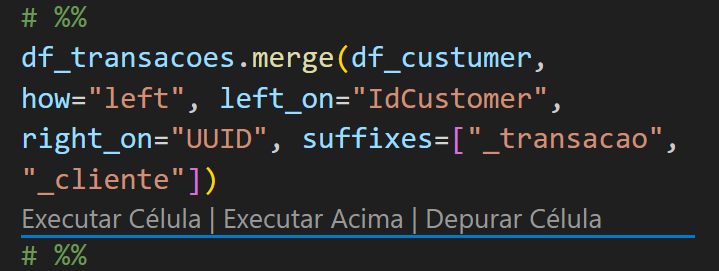 # %%
df_transacoes.merge(df_custumer,
how="left", left_on="IdCustomer",
right_on="UUID", suffixes=["_transacao",
"_cliente"])
Executar Célula | Executar Acima | Depurar Célula
# %%